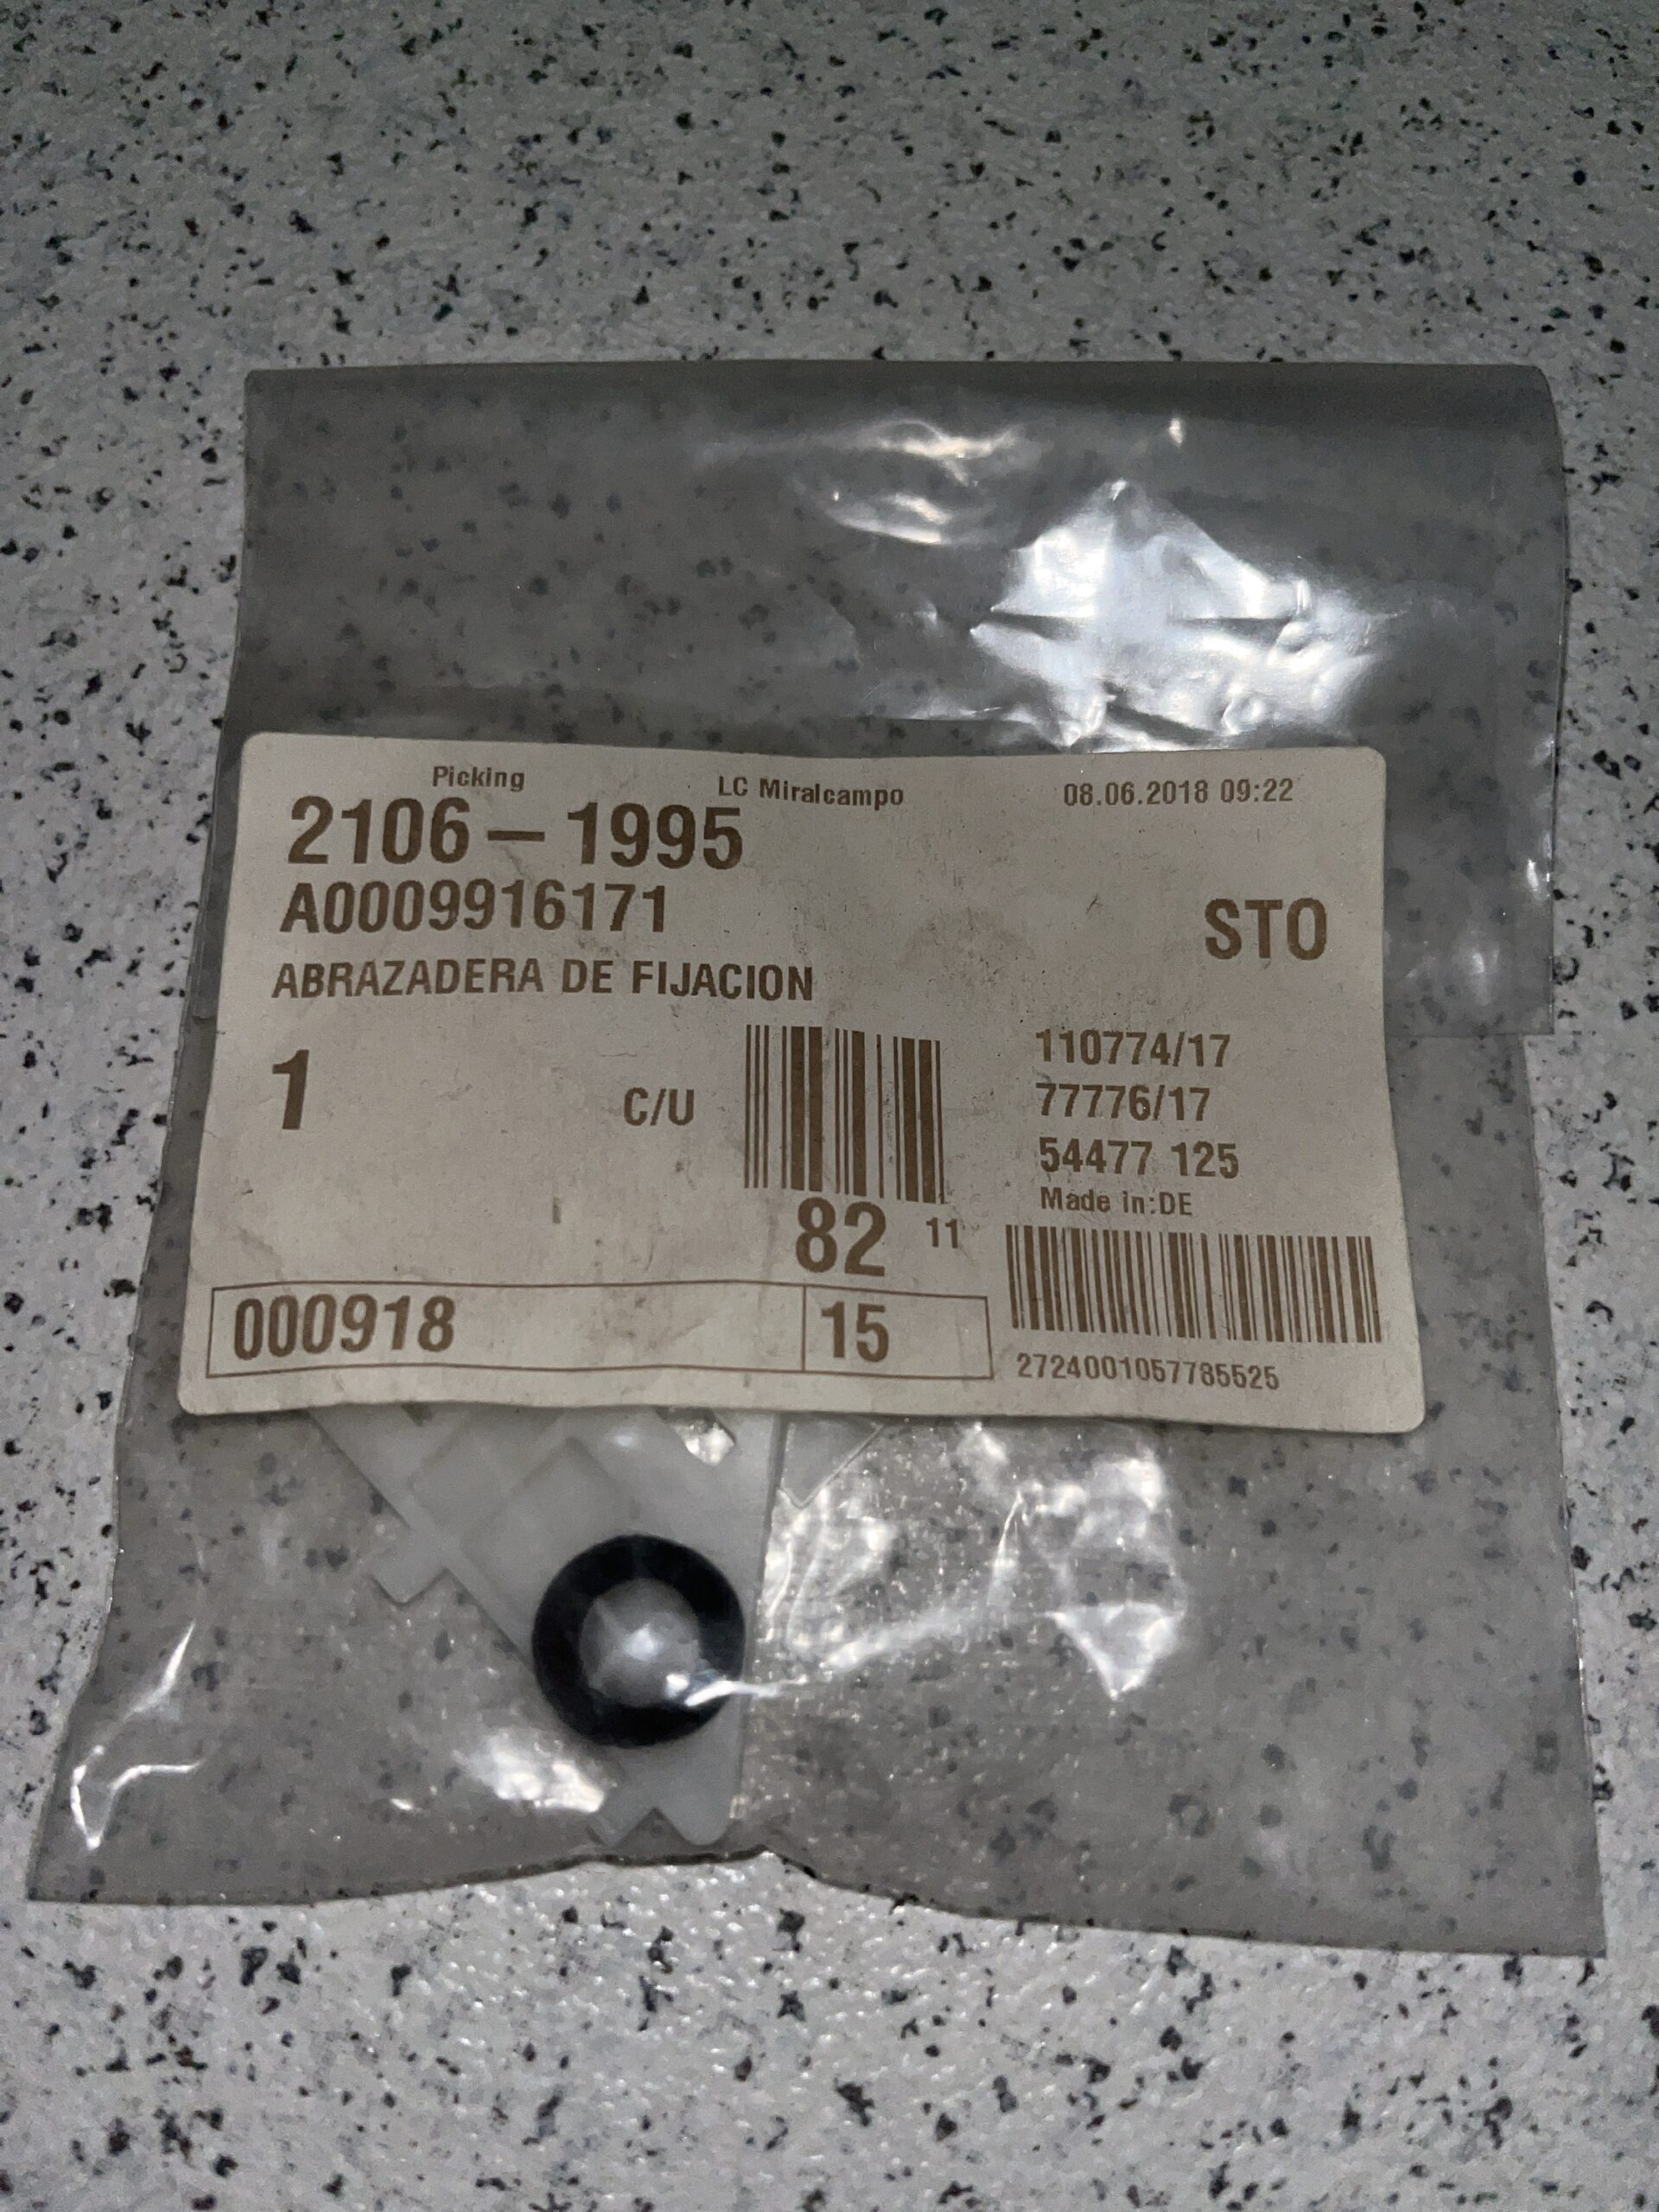 Picking LC Miralcampo 08.06.2018 09:22
2106-1995
A0009916171
STO
ABRAZADERA DE FIJACION
1 C/U
110774/17
77776/17
54477 125
Made in:DE
82 11
000918 15
2724001057785525